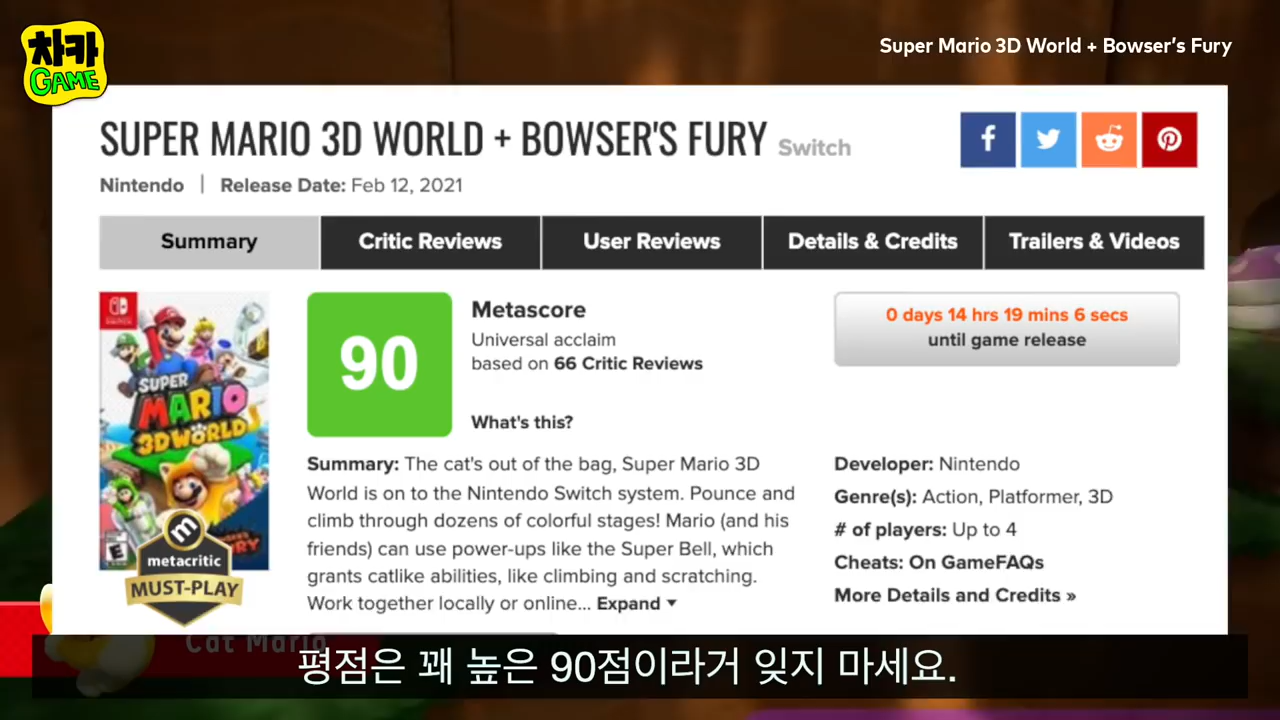 차카
GAME
Super Mario 3D World + Bowser's Fury
SUPER MARIO 3D WORLD + BOWSER'S FURY Switch
Nintendo | Release Date: Feb 12, 2021
Summary
Critic Reviews
User Reviews
Details & Credits
Trailers & Videos
SWITCH
SUPER
MARIO
3D WORLD
FURY
E
m
metacritic
MUST-PLAY
90
Metascore
Universal acclaim
based on 66 Critic Reviews
What's this?
0 days 14 hrs 19 mins 6 secs
until game release
Summary: The cat's out of the bag, Super Mario 3D
World is on to the Nintendo Switch system. Pounce and
climb through dozens of colorful stages! Mario (and his
friends) can use power-ups like the Super Bell, which
grants catlike abilities, like climbing and scratching.
Work together locally or online... Expand ▼
Developer: Nintendo
Genre(s): Action, Platformer, 3D
# of players: Up to 4
Cheats: On GameFAQs
More Details and Credits »
Cat Mario
평점은 꽤 높은 90점이라거 잊지 마세요.